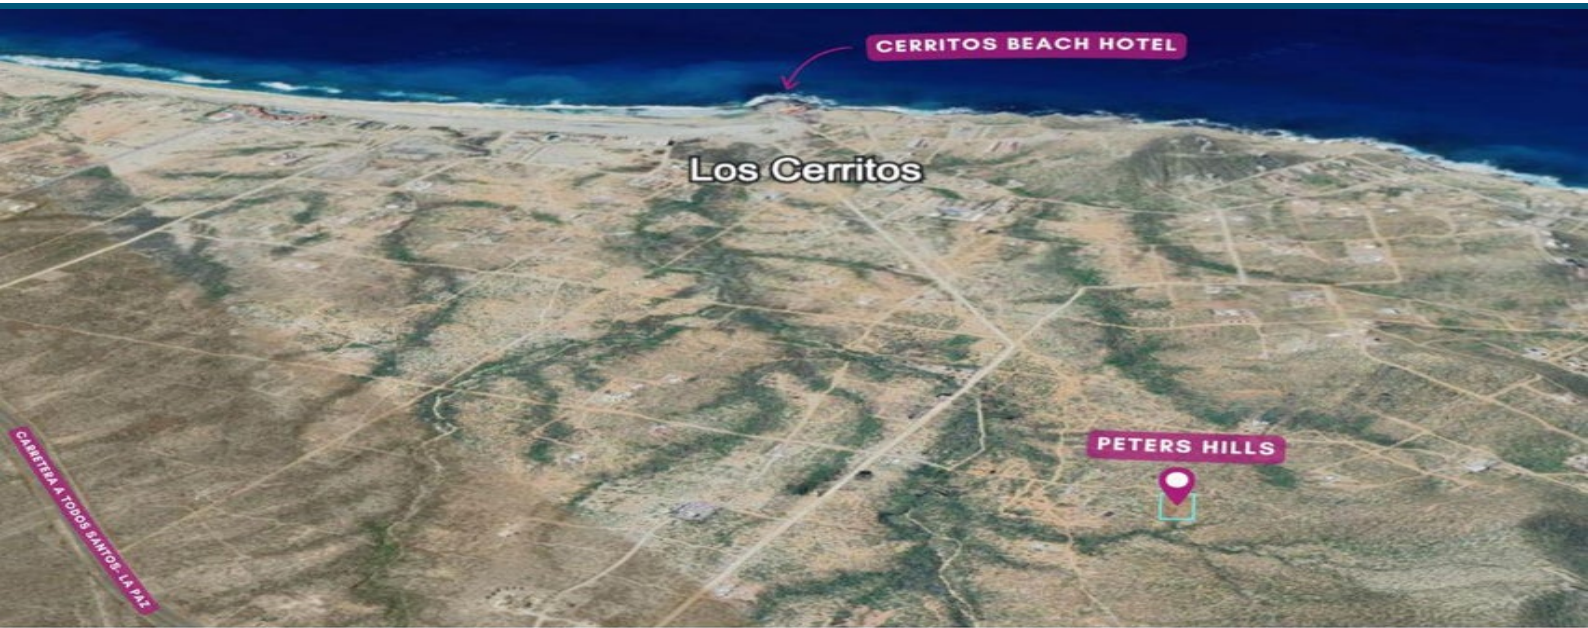 CERRITOS BEACH HOTEL
Los Cerritos
PETERS HILLS
CARRETERA A TODOS SANTOS- LA PAZ